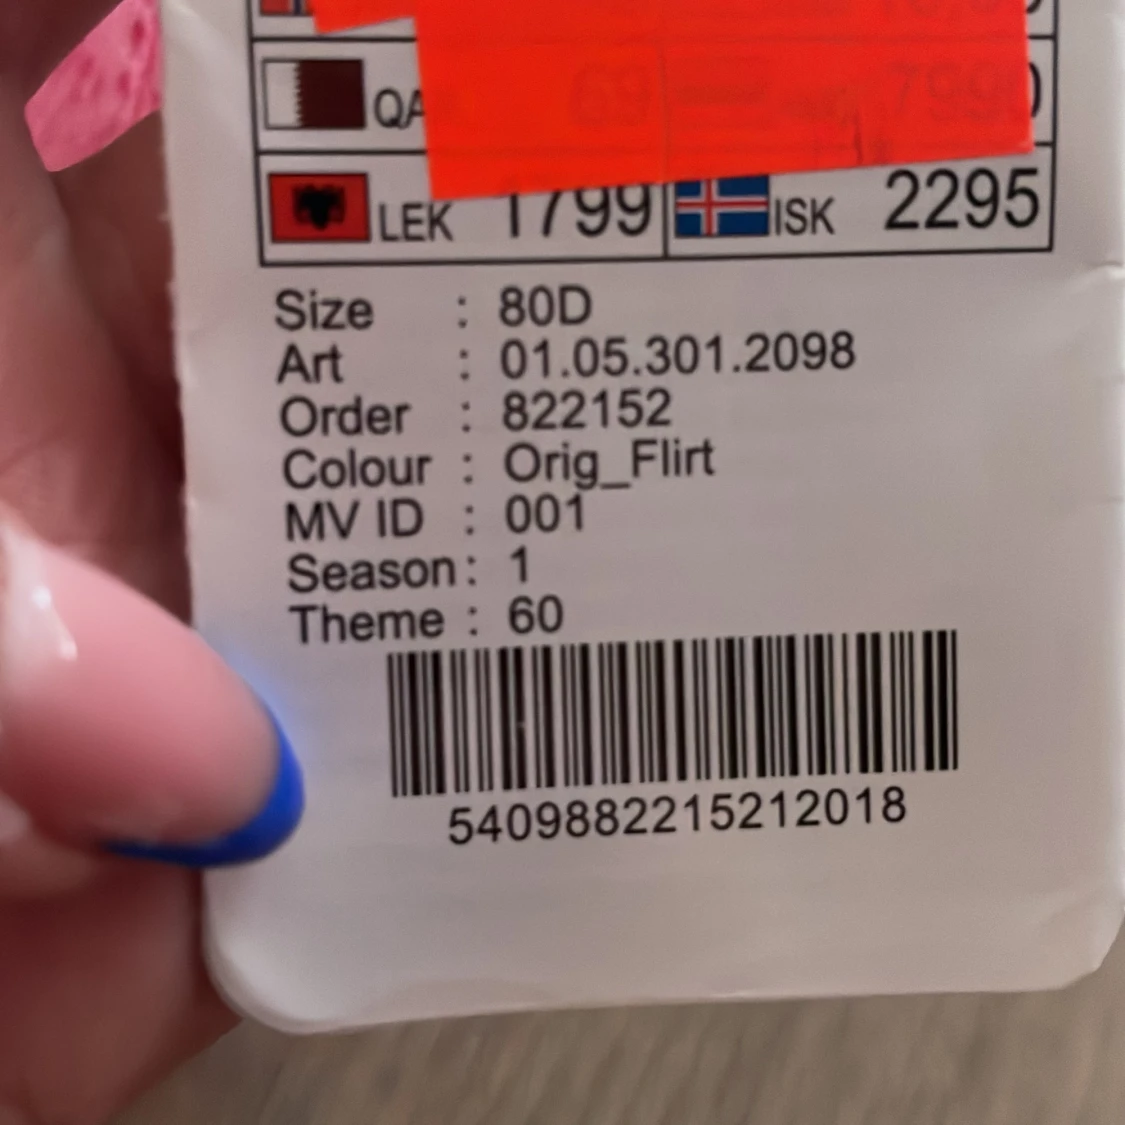 QA
LEK 1799 ISK 2295
Size : 80D
Art : 01.05.301.2098
Order : 822152
Colour : Orig_Flirt
MV ID : 001
Season : 1
Theme : 60
5409882215212018